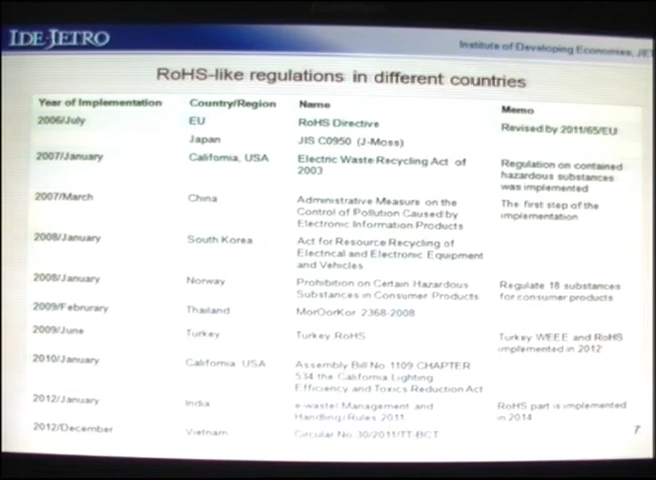 IDE-JETRO
Institute of Developing Economies, JE
RoHS-like regulations in different countries
Year of Implementation Country/Region Name Memo
2006/July EU RoHS Directive Revised by 2011/65/EU
Japan JIS C0950 (J-Moss)
2007/January California, USA Electric Waste Recycling Act of Regulation on contained
2003 hazardous substances
was implemented
2007/March China Administrative Measure on the The first step of the
Control of Pollution Caused by implementation
Electronic Information Products
2008/January South Korea Act for Resource Recycling of
Electrical and Electronic Equipment
and Vehicles
2008/January Norway Prohibition on Certain Hazardous Regulate 18 substances
Substances in Consumer Products for consumer products
2009/Februrary Thailand MorOorKor 2368-2008
2009/June Turkey Turkey RoHS Turkey WEEE and RoHS
implemented in 2012
2010/January California USA Assembly Bill No 1109 CHAPTER
534 the California Lighting
Efficiency and Toxics Reduction Act
2012/January India e-waste Management and RoHS part is implemented
Handling) Rules 2011 in 2014
2012/December Vietnam Circular No 30/2011/TT-BCT
7